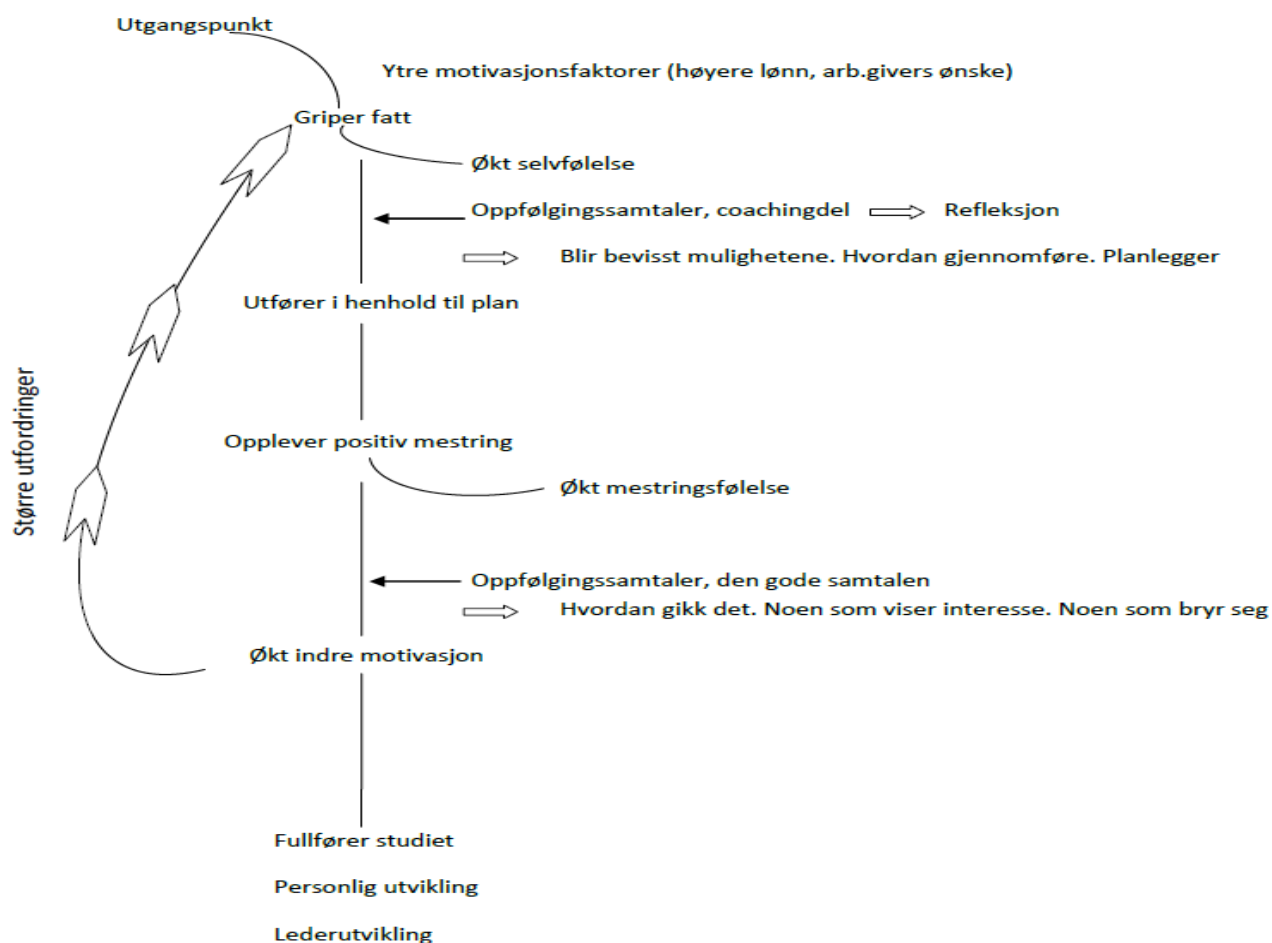 Utgangspunkt
Ytre motivasjonsfaktorer (høyere lønn, arb.givers ønske)
Griper fatt
Økt selvfølelse
Oppfølgingssamtaler, coachingdel Refleksjon
Blir bevisst mulighetene. Hvordan gjennomføre. Planlegger
Utfører i henhold til plan
Større utfordringer
Opplever positiv mestring
Økt mestringsfølelse
Oppfølgingssamtaler, den gode samtalen
Hvordan gikk det. Noen som viser interesse. Noen som bryr seg
Økt indre motivasjon
Fullfører studiet
Personlig utvikling
Lederutvikling